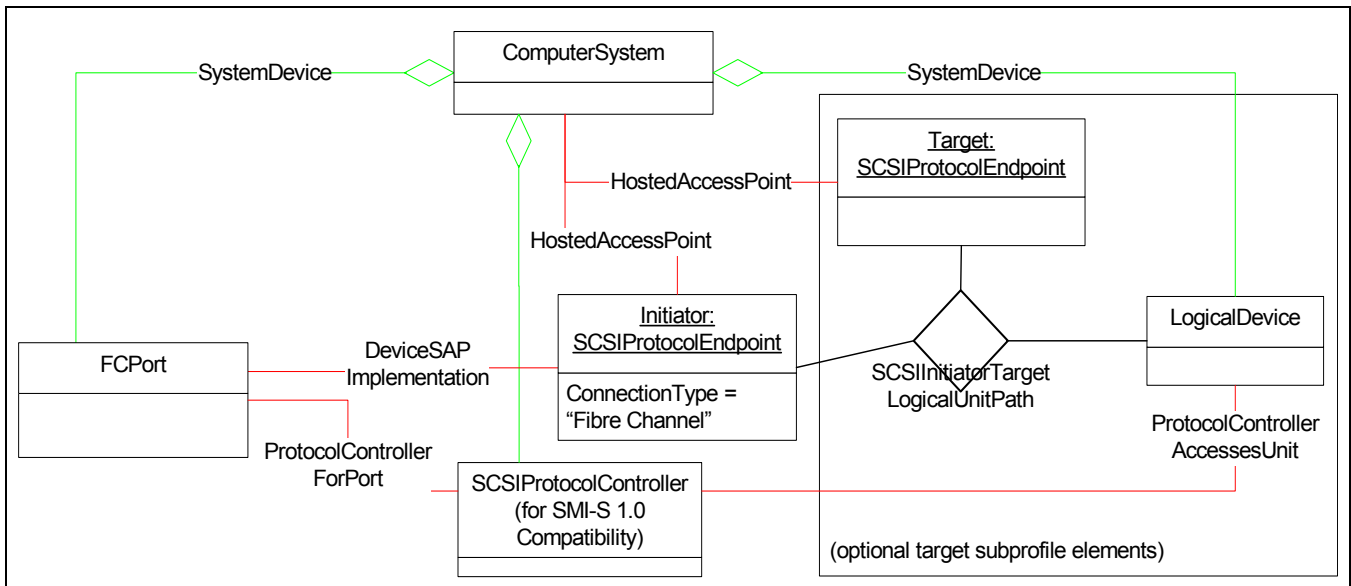 ComputerSystem
SystemDevice
SystemDevice
Target:
SCSIProtocolEndpoint
HostedAccessPoint
HostedAccessPoint
Initiator:
SCSIProtocolEndpoint
ConnectionType =
“Fibre Channel”
LogicalDevice
FCPort
DeviceSAP
Implementation
SCSIInitiatorTarget
LogicalUnitPath
ProtocolController
ForPort
ProtocolController
AccessesUnit
SCSIProtocolController
(for SMI-S 1.0
Compatibility)
(optional target subprofile elements)